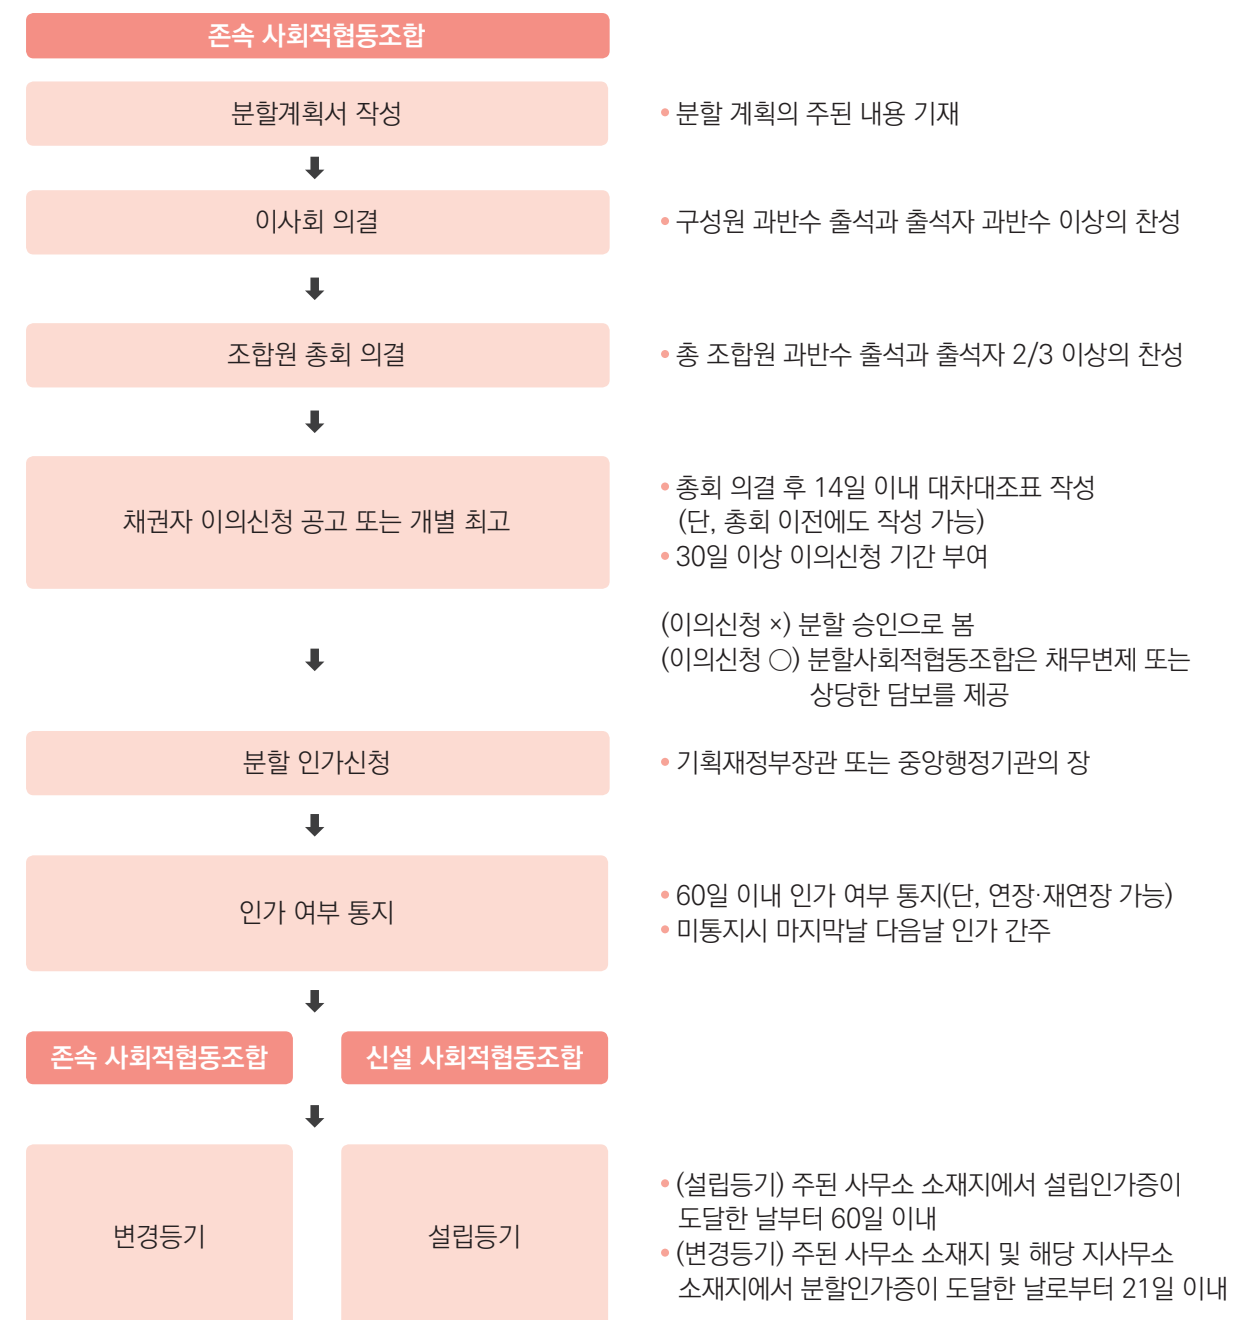 존속 사회적협동조합
분할계획서 작성
• 분할 계획의 주된 내용 기재
이사회 의결
• 구성원 과반수 출석과 출석자 과반수 이상의 찬성
조합원 총회 의결
• 총 조합원 과반수 출석과 출석자 2/3 이상의 찬성
채권자 이의신청 공고 또는 개별 최고
• 총회 의결 후 14일 이내 대차대조표 작성
(단, 총회 이전에도 작성 가능)
• 30일 이상 이의신청 기간 부여
(이의신청 ×) 분할 승인으로 봄
(이의신청 ○) 분할사회적협동조합은 채무변제 또는
상당한 담보를 제공
분할 인가신청
• 기획재정부장관 또는 중앙행정기관의 장
인가 여부 통지
• 60일 이내 인가 여부 통지(단, 연장·재연장 가능)
• 미통지시 마지막날 다음날 인가 간주
존속 사회적협동조합
신설 사회적협동조합
변경등기
설립등기
• (설립등기) 주된 사무소 소재지에서 설립인가증이
도달한 날부터 60일 이내
• (변경등기) 주된 사무소 소재지 및 해당 지사무소
소재지에서 분할인가증이 도달한 날로부터 21일 이내